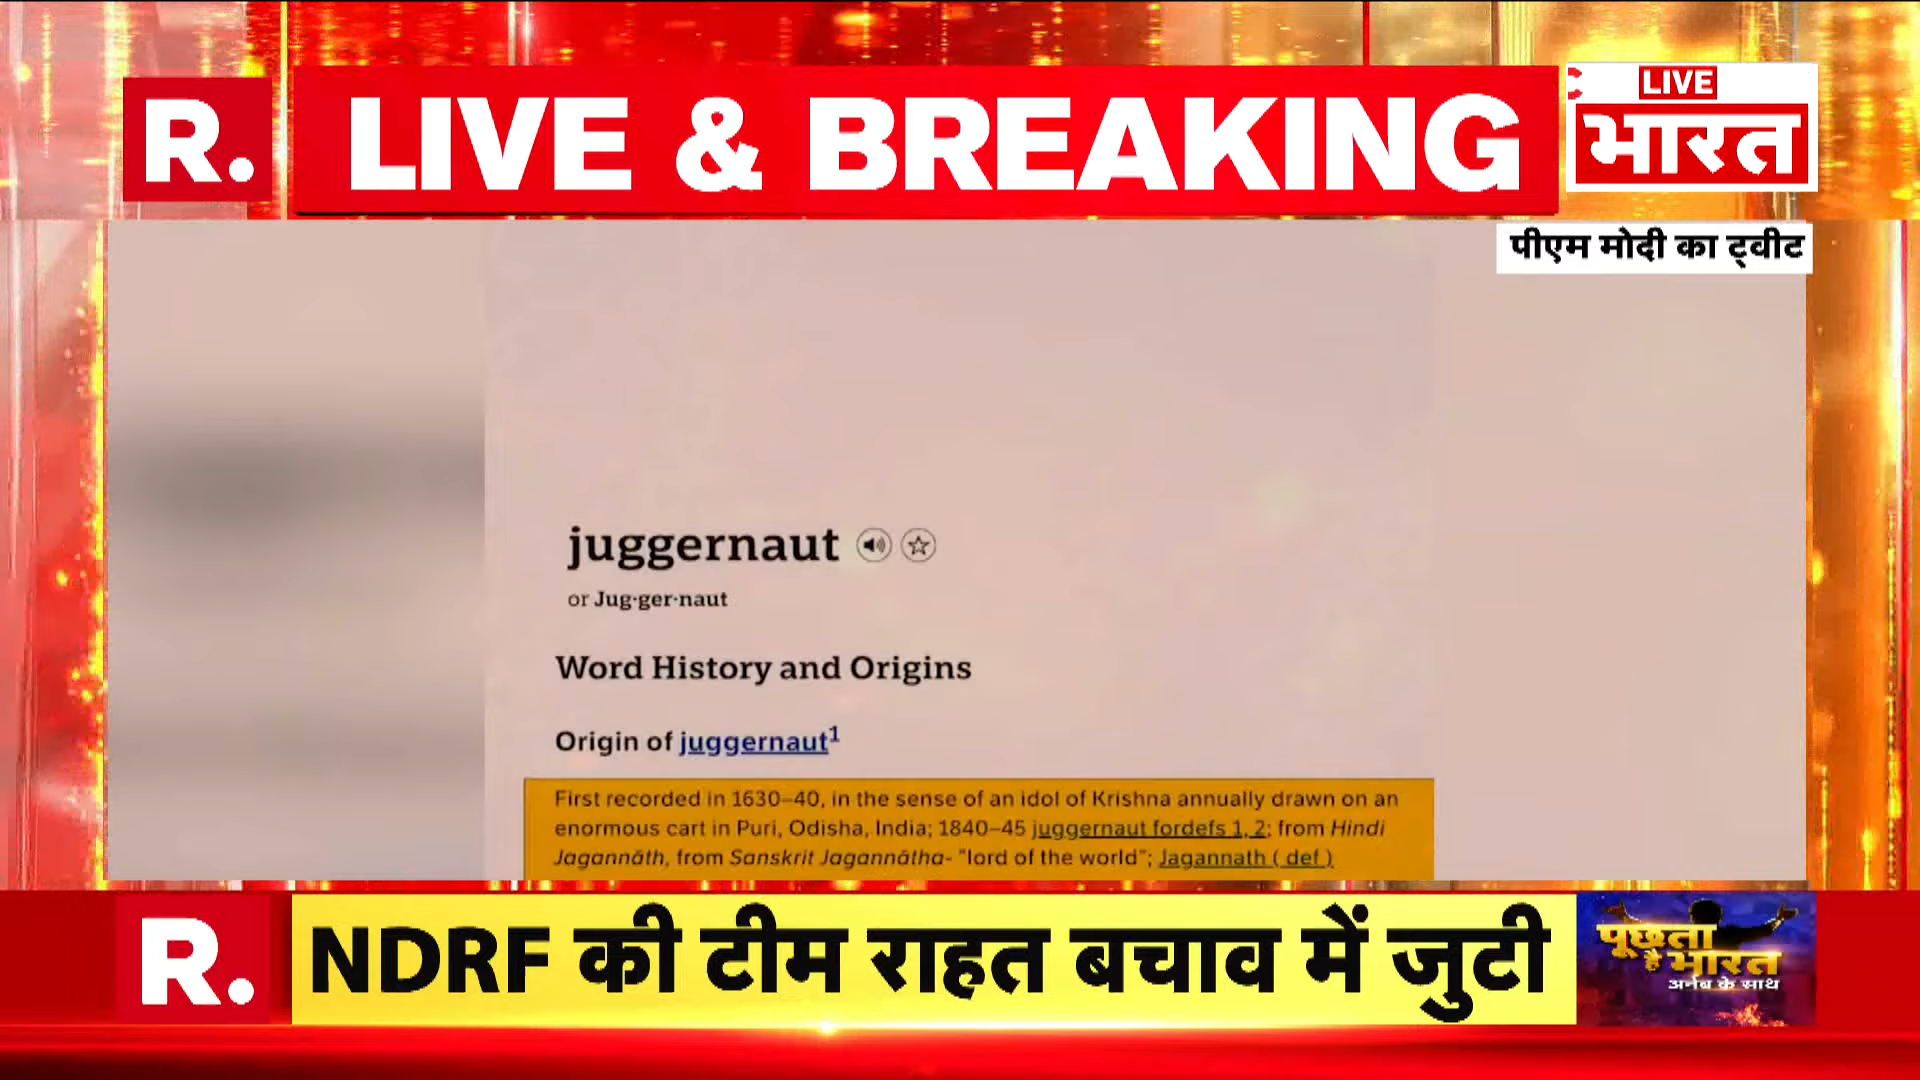 R. LIVE & BREAKING
LIVE
भारत
पीएम मोदी का ट्वीट
juggernaut
or Jug·ger·naut
Word History and Origins
Origin of juggernaut1
First recorded in 1630–40, in the sense of an idol of Krishna annually drawn on an
enormous cart in Puri, Odisha, India; 1840–45 juggernaut fordefs 1, 2; from Hindi
Jagannāth, from Sanskrit Jagannātha- “lord of the world”; Jagannath ( def )
R. NDRF की टीम राहत बचाव में जुटी
पूछता
है भारत
अर्नब के साथ